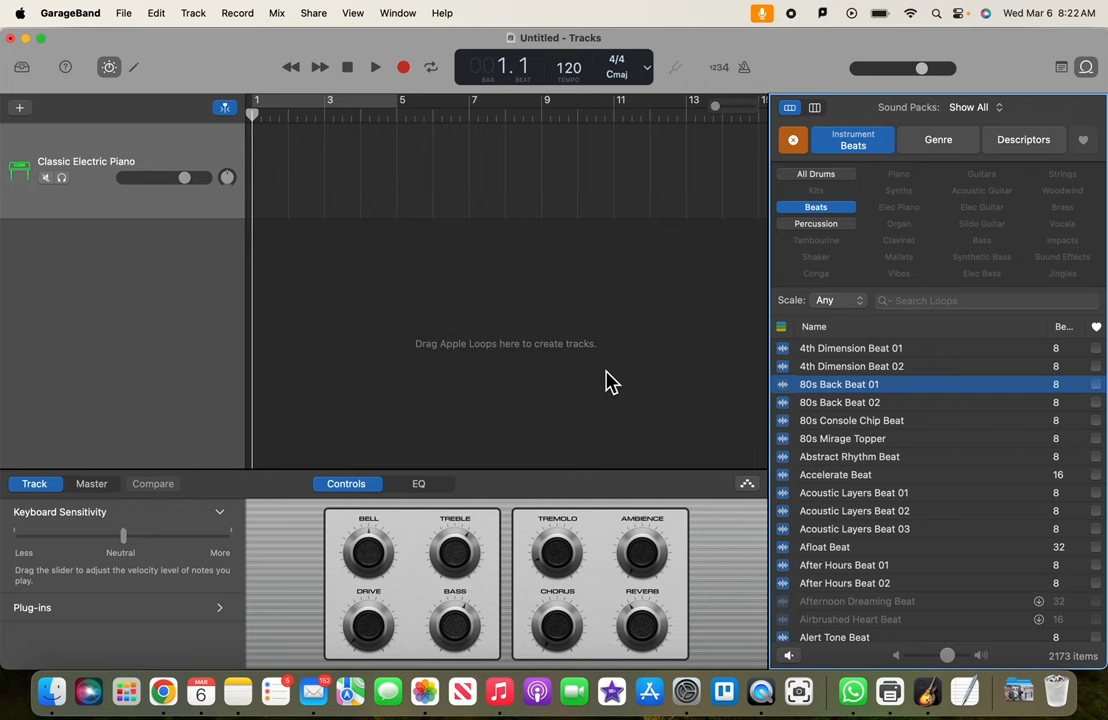 GarageBand File Edit Track Record Mix Share View Window Help Wed Mar 6 8:22 AM
Untitled - Tracks
001.1 120 4/4 Cmaj
BAR BEAT TEMPO
1234
1 3 5 7 9 11 13 15
Sound Packs: Show All
Classic Electric Piano
Instrument
Beats Genre Descriptors
All Drums Piano Guitars Strings
Kits Synths Acoustic Guitar Woodwind
Beats Elec Piano Elec Guitar Brass
Percussion Organ Slide Guitar Vocals
Tambourine Clavinet Bass Impacts
Shaker Mallets Synthetic Bass Sound Effects
Conga Vibes Elec Bass Jingles
Scale: Any Search Loops
Name Be...
4th Dimension Beat 01 8
4th Dimension Beat 02 8
80s Back Beat 01 8
80s Back Beat 02 8
80s Console Chip Beat 8
80s Mirage Topper 8
Abstract Rhythm Beat 8
Accelerate Beat 16
Acoustic Layers Beat 01 8
Acoustic Layers Beat 02 8
Acoustic Layers Beat 03 8
Afloat Beat 32
After Hours Beat 01 8
After Hours Beat 02 8
Afternoon Dreaming Beat 32
Airbrushed Heart Beat 16
Alert Tone Beat 8
2173 items
Drag Apple Loops here to create tracks.
Track Master Compare Controls EQ
Keyboard Sensitivity
Less Neutral More
Drag the slider to adjust the velocity level of notes you
play.
Plug-ins
BELL TREBLE TREMOLO AMBIENCE
DRIVE BASS CHORUS REVERB
MAR
6 5 152